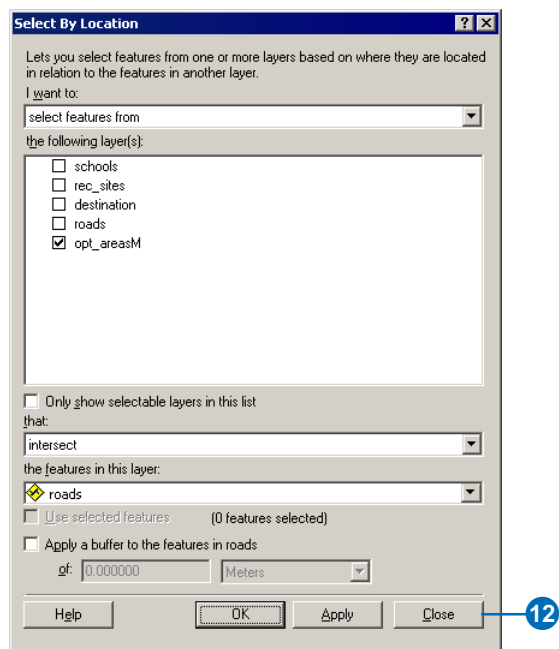 Select By Location
Lets you select features from one or more layers based on where they are located
in relation to the features in another layer.
I want to:
select features from
the following layer(s):
schools
rec_sites
destination
roads
opt_areasM
Only show selectable layers in this list
that:
intersect
the features in this layer:
roads
Use selected features (0 features selected)
Apply a buffer to the features in roads
of: 0.000000 Meters
Help OK Apply Close 12